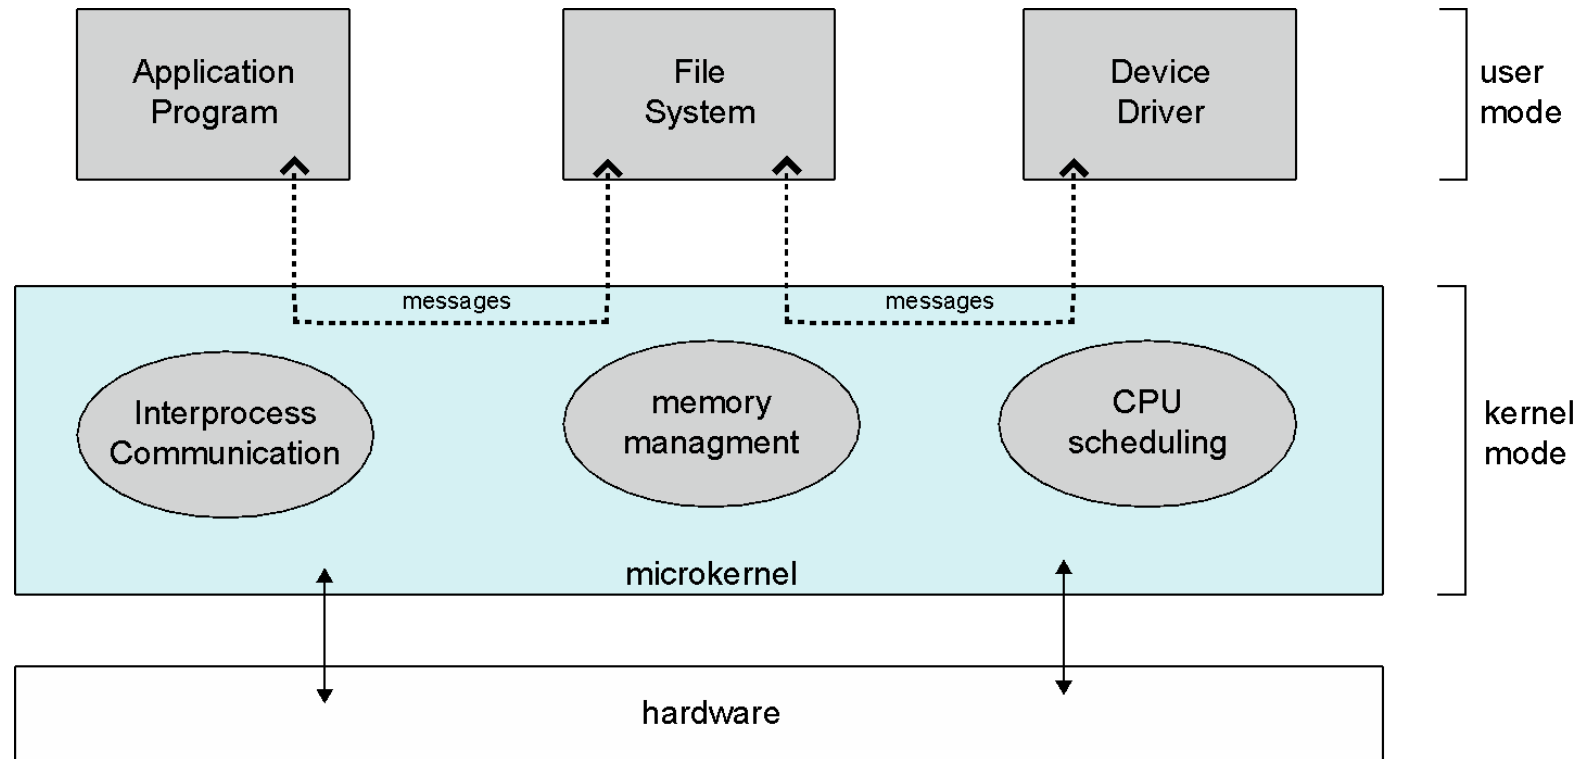 Application
Program
File
System
Device
Driver
user
mode
messages
messages
Interprocess
Communication
memory
managment
CPU
scheduling
kernel
mode
microkernel
hardware